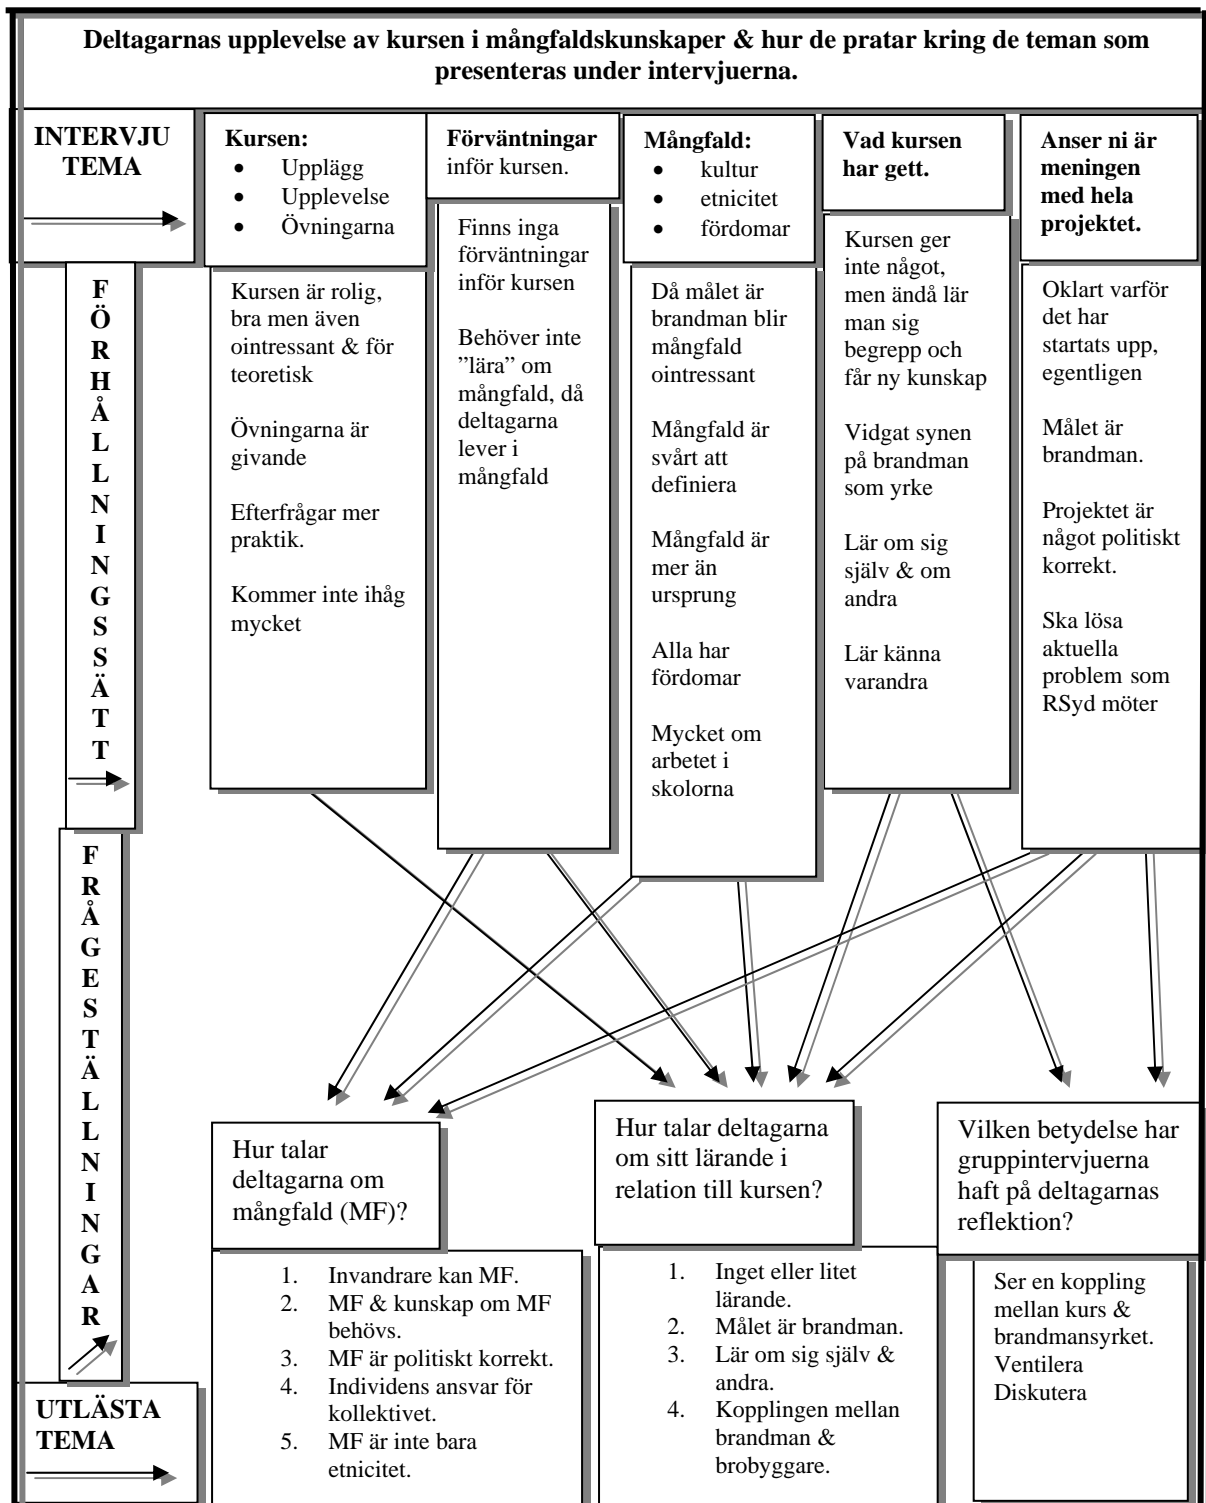 Deltagarnas upplevelse av kursen i mångfaldskunskaper & hur de pratar kring de teman som
presenteras under intervjuerna.
INTERVJU
TEMA
Kursen:
• Upplägg
• Upplevelse
• Övningarna
Förväntningar
inför kursen.
Mångfald:
• kultur
• etnicitet
• fördomar
Vad kursen
har gett.
Anser ni är
meningen
med hela
projektet.
F
Ö
R
H
Å
L
L
N
I
N
G
S
S
Ä
T
T
Kursen är rolig,
bra men även
ointressant & för
teoretisk
Övningarna är
givande
Efterfrågar mer
praktik.
Kommer inte ihåg
mycket
Finns inga
förväntningar
inför kursen
Behöver inte
”lära” om
mångfald, då
deltagarna
lever i
mångfald
Då målet är
brandman blir
mångfald
ointressant
Mångfald är
svårt att
definiera
Mångfald är
mer än
ursprung
Alla har
fördomar
Mycket om
arbetet i
skolorna
Kursen ger
inte något,
men ändå lär
man sig
begrepp och
får ny kunskap
Vidgat synen
på brandman
som yrke
Lär om sig
själv & om
andra
Lär känna
varandra
Oklart varför
det har
startats upp,
egentligen
Målet är
brandman.
Projektet är
något politiskt
korrekt.
Ska lösa
aktuella
problem som
RSyd möter
F
R
Å
G
E
S
T
Ä
L
L
N
I
N
G
A
R
Hur talar
deltagarna om
mångfald (MF)?
Hur talar deltagarna
om sitt lärande i
relation till kursen?
Vilken betydelse har
gruppintervjuerna
haft på deltagarnas
reflektion?
UTLÄSTA
TEMA
1. Invandrare kan MF.
2. MF & kunskap om MF
behövs.
3. MF är politiskt korrekt.
4. Individens ansvar för
kollektivet.
5. MF är inte bara
etnicitet.
1. Inget eller litet
lärande.
2. Målet är brandman.
3. Lär om sig själv &
andra.
4. Kopplingen mellan
brandman &
brobyggare.
Ser en koppling
mellan kurs &
brandmansyrket.
Ventilera
Diskutera